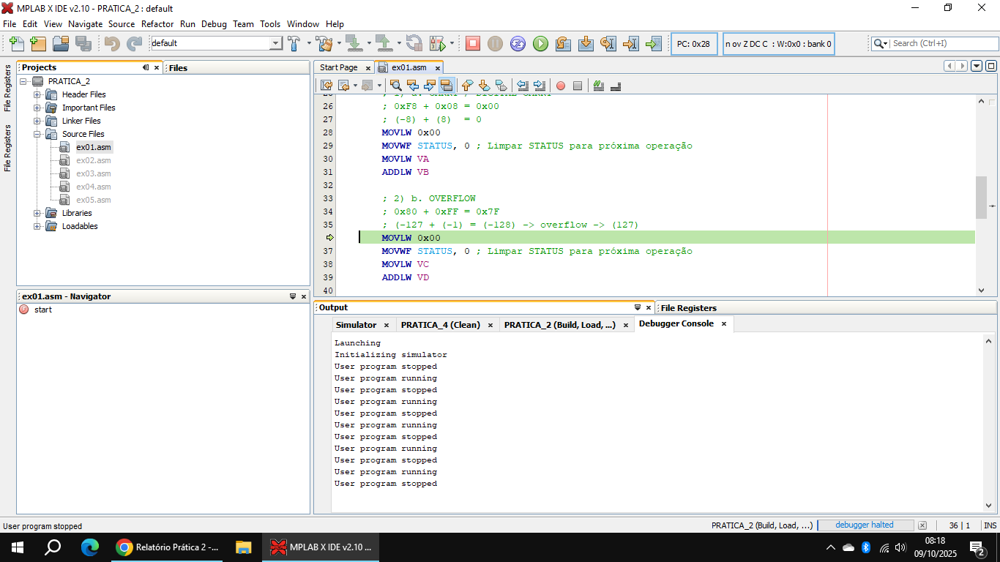 MPLAB X IDE v2.10 - PRATICA_2 : default
File Edit View Navigate Source Refactor Run Debug Team Tools Window Help
default
PC: 0x28
n ov Z DC C : W:0x0 : bank 0
Search (Ctrl+I)
File Registers
File Registers
Projects
Files
PRATICA_2
Header Files
Important Files
Linker Files
Source Files
ex01.asm
ex02.asm
ex03.asm
ex04.asm
ex05.asm
Libraries
Loadables
ex01.asm - Navigator
start
Start Page
ex01.asm
25 ; 1) a. CARRY / DIGITAL CARRY
26 ; 0xF8 + 0x08 = 0x00
27 ; (-8) + (8)  = 0
28 MOVLW 0x00
29 MOVWF STATUS, 0 ; Limpar STATUS para próxima operação
30 MOVLW VA
31 ADDLW VB
32
33 ; 2) b. OVERFLOW
34 ; 0x80 + 0xFF = 0x7F
35 ; (-127 + (-1) = (-128) -> overflow -> (127)
MOVLW 0x00
37 MOVWF STATUS, 0 ; Limpar STATUS para próxima operação
38 MOVLW VC
39 ADDLW VD
40
Output
File Registers
Simulator
PRATICA_4 (Clean)
PRATICA_2 (Build, Load, ...)
Debugger Console
Launching
Initializing simulator
User program stopped
User program running
User program stopped
User program running
User program stopped
User program running
User program stopped
User program running
User program stopped
User program running
User program stopped
User program stopped
PRATICA_2 (Build, Load, ...)
debugger halted
36 | 1
INS
Relatório Prática 2 -...
MPLAB X IDE v2.10 ...
08:18
09/10/2025
2